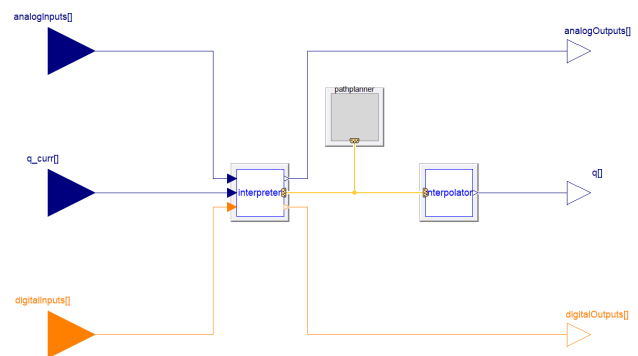 analogInputs[]
analogOutputs[]
pathplanner
q_curr[]
q[]
interpreter
interpolator
digitalInputs[]
digitalOutputs[]